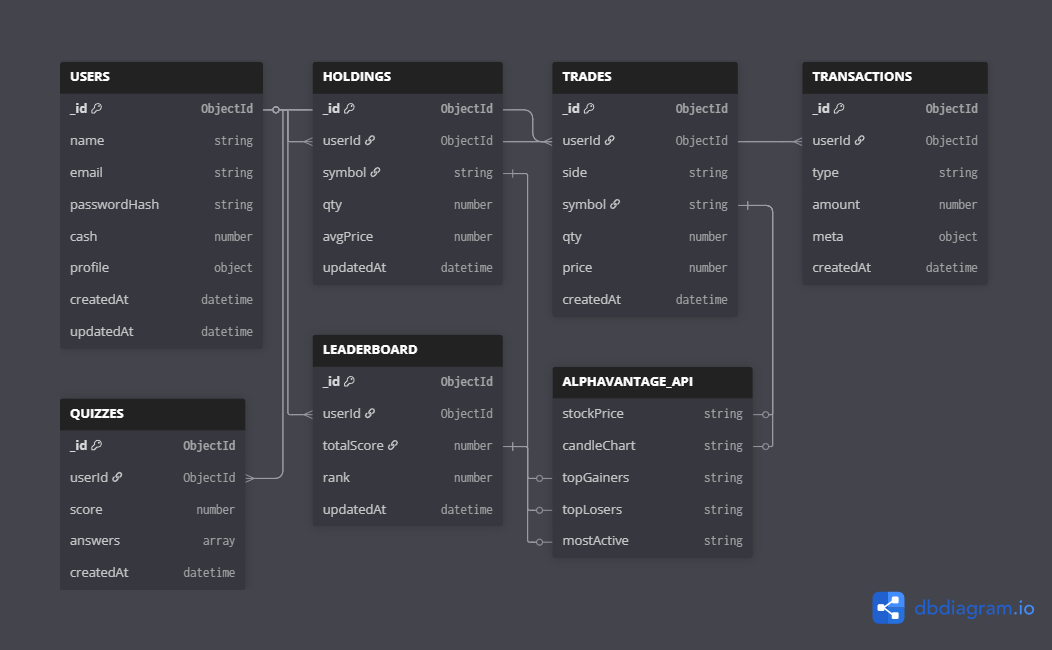 USERS
_id ObjectId
name string
email string
passwordHash string
cash number
profile object
createdAt datetime
updatedAt datetime
HOLDINGS
_id ObjectId
userId ObjectId
symbol string
qty number
avgPrice number
updatedAt datetime
TRADES
_id ObjectId
userId ObjectId
side string
symbol string
qty number
price number
createdAt datetime
TRANSACTIONS
_id ObjectId
userId ObjectId
type string
amount number
meta object
createdAt datetime
QUIZZES
_id ObjectId
userId ObjectId
score number
answers array
createdAt datetime
LEADERBOARD
_id ObjectId
userId ObjectId
totalScore number
rank number
updatedAt datetime
ALPHAVANTAGE_API
stockPrice string
candleChart string
topGainers string
topLosers string
mostActive string
dbdiagram.io